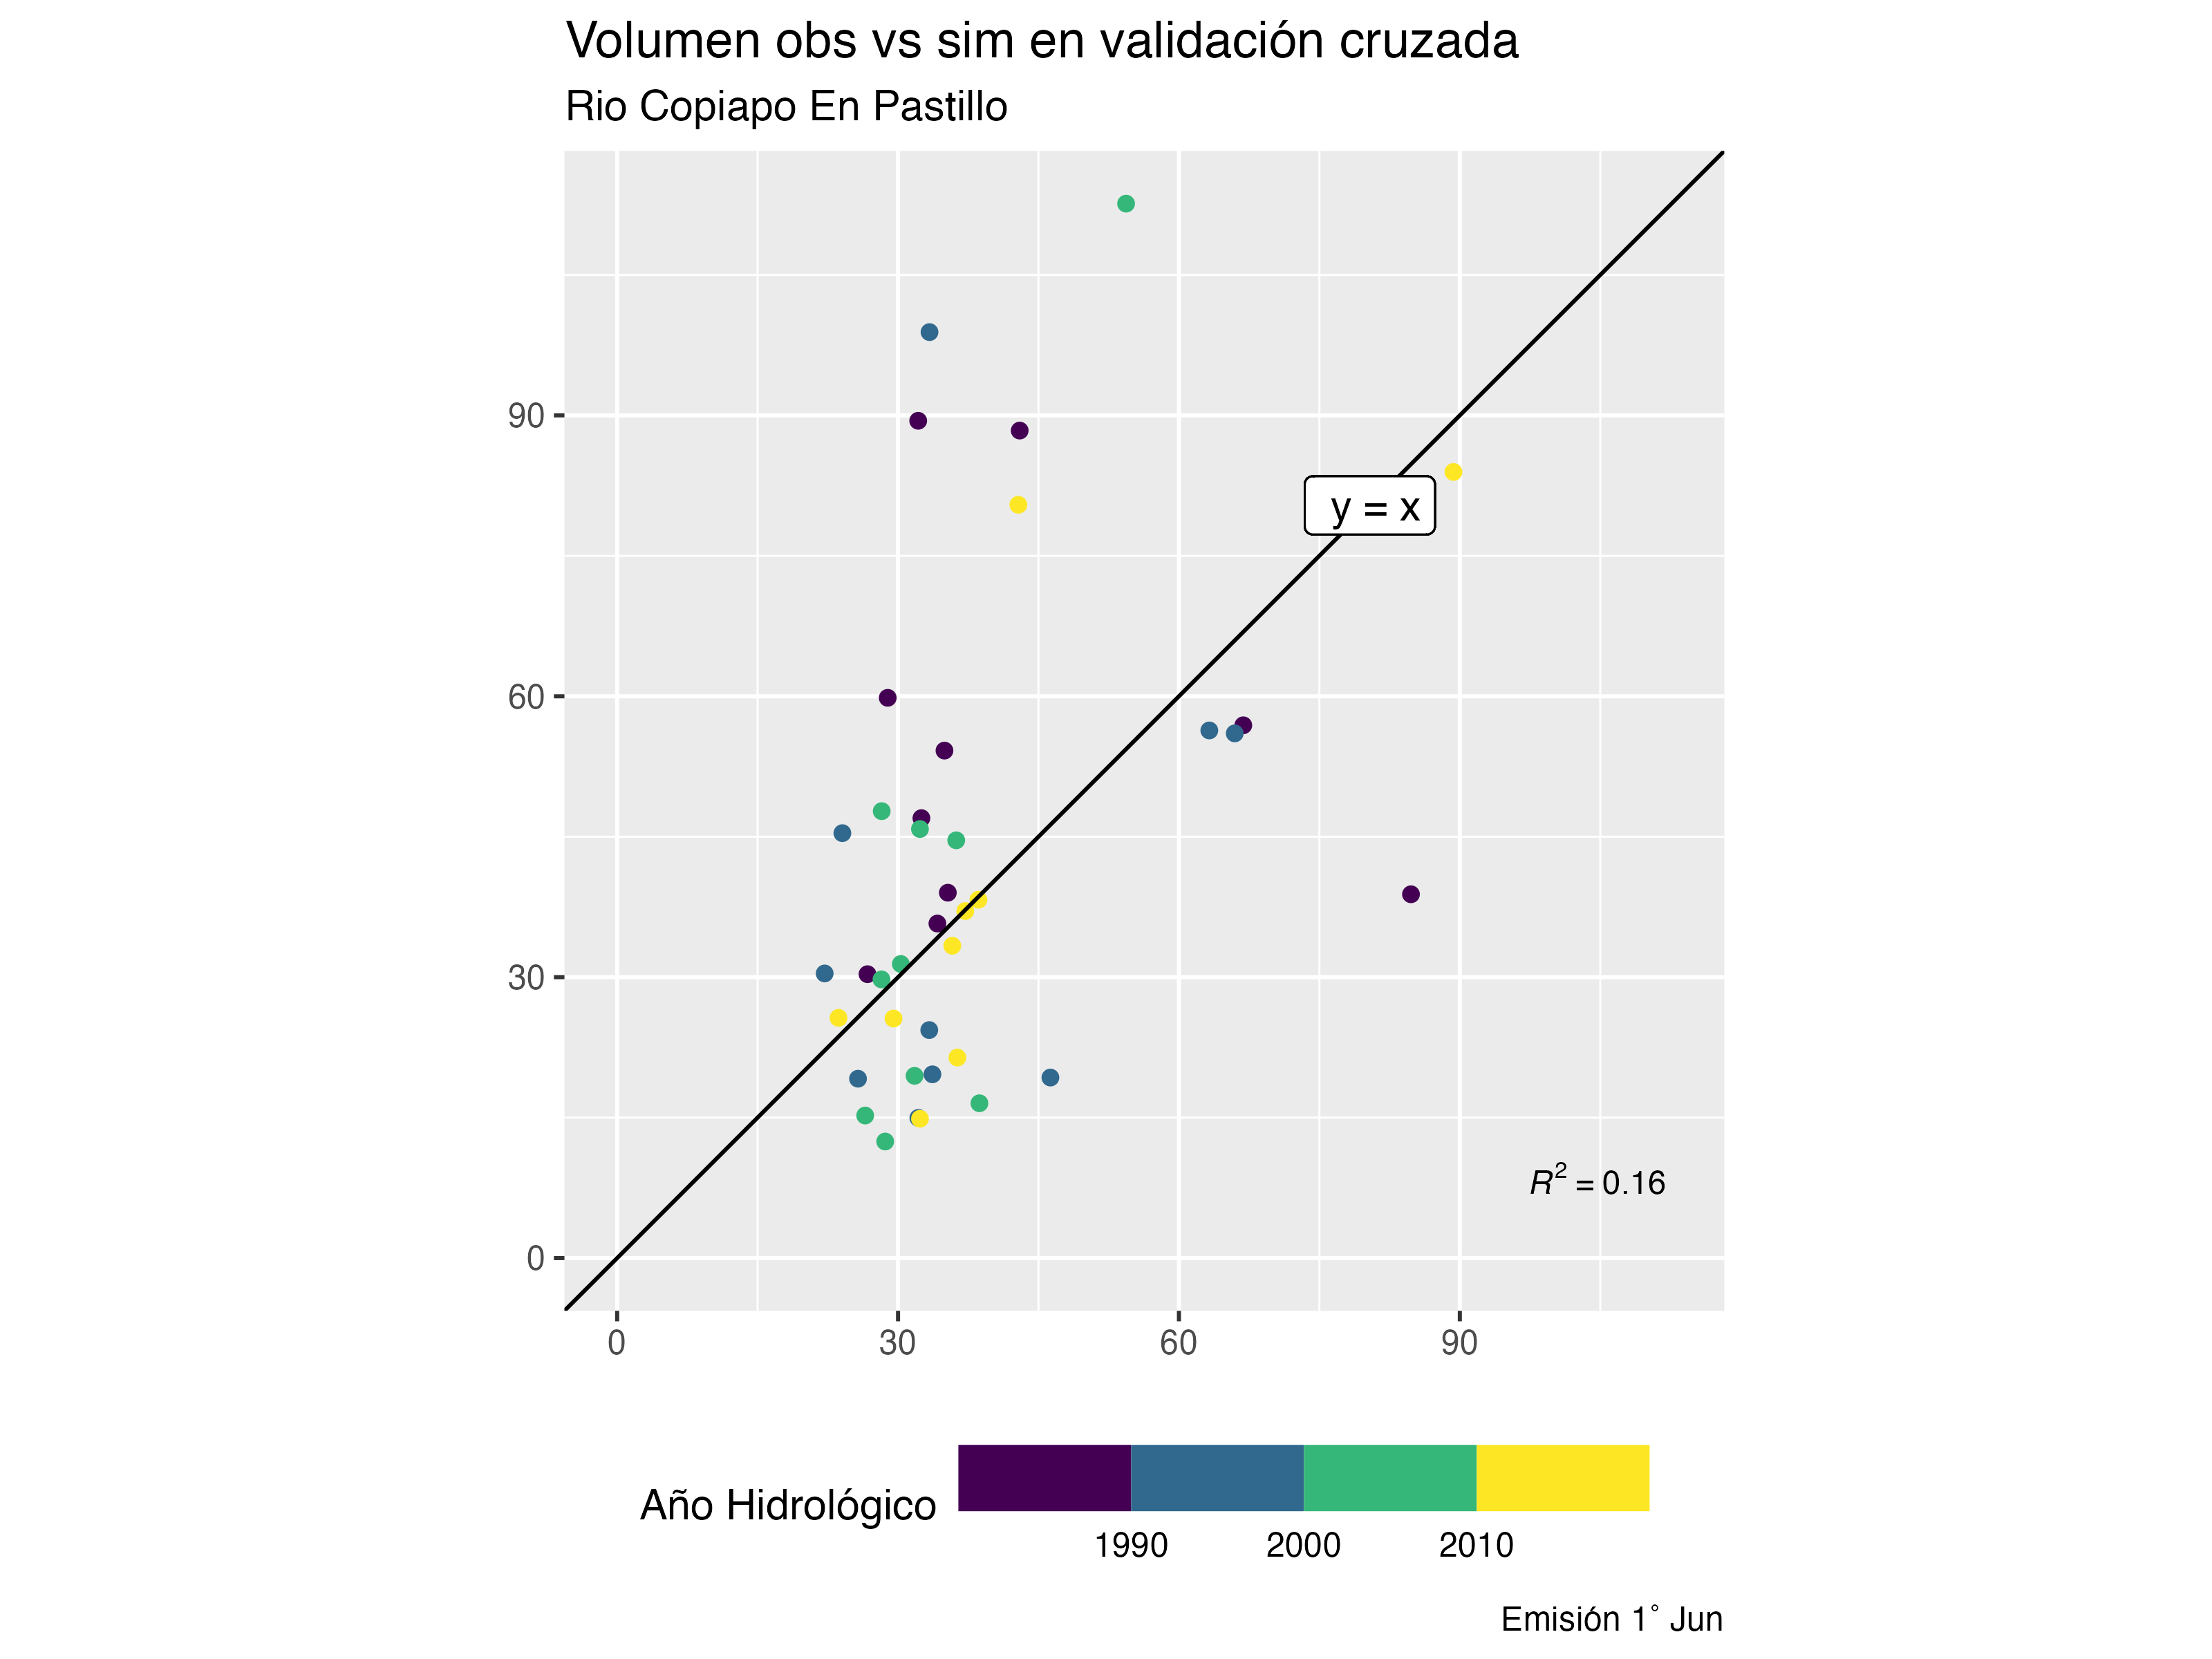 Volumen obs vs sim en validación cruzada
Rio Copiapo En Pastillo
90
60
30
0
y = x
R² = 0.16
0 30 60 90
Año Hidrológico
1990 2000 2010
Emisión 1° Jun